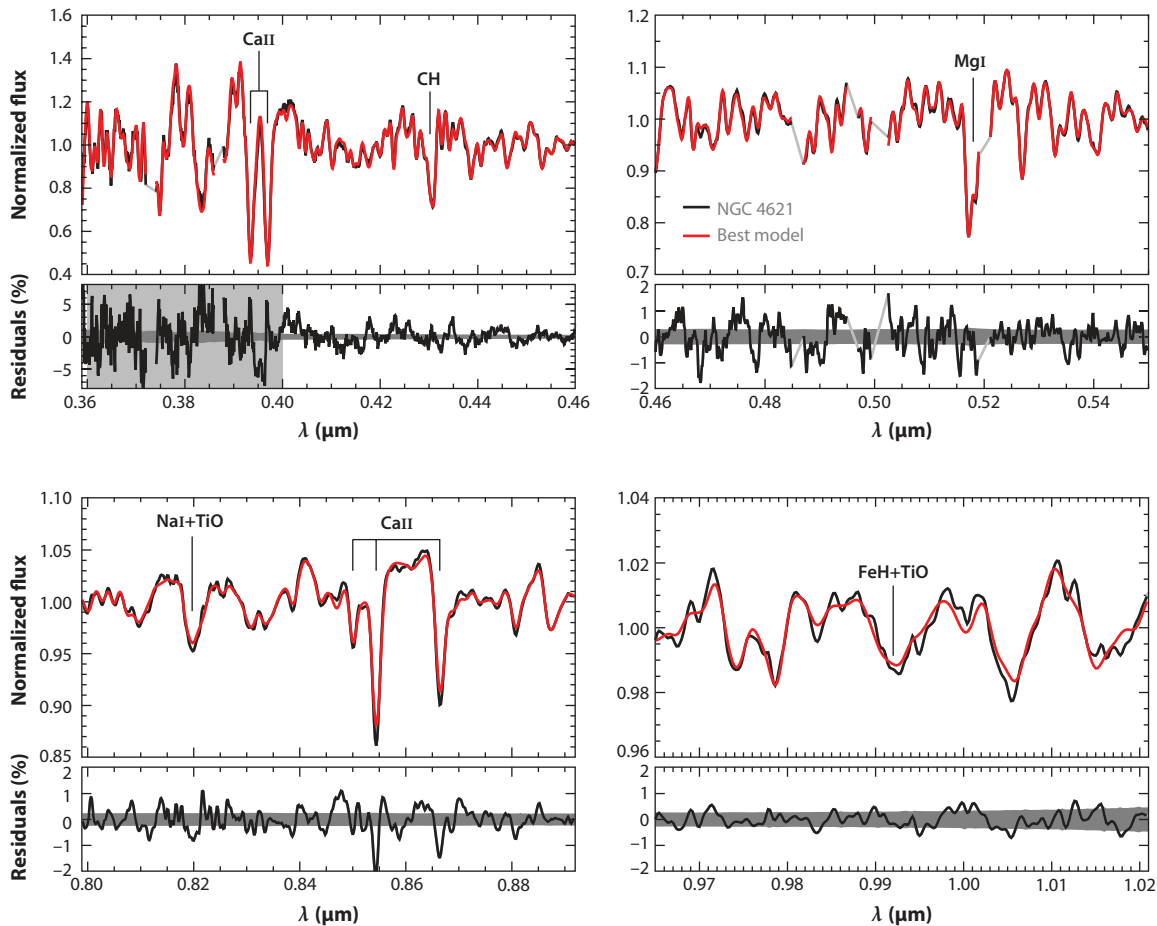 Normalized flux
1.6
1.4
1.2
1.0
0.8
0.6
0.4
CaII
CH
Residuals (%)
5
0
−5
0.36 0.38 0.40 0.42 0.44 0.46
λ (μm)
1.2
1.1
1.0
0.9
0.8
0.7
MgI
NGC 4621
Best model
2
1
0
−1
−2
0.46 0.48 0.50 0.52 0.54
λ (μm)
Normalized flux
1.10
1.05
1.00
0.95
0.90
0.85
NaI+TiO
CaII
Residuals (%)
2
1
0
−1
−2
0.80 0.82 0.84 0.86 0.88
λ (μm)
1.04
1.02
1.00
0.98
0.96
FeH+TiO
2
1
0
−1
−2
0.97 0.98 0.99 1.00 1.01 1.02
λ (μm)